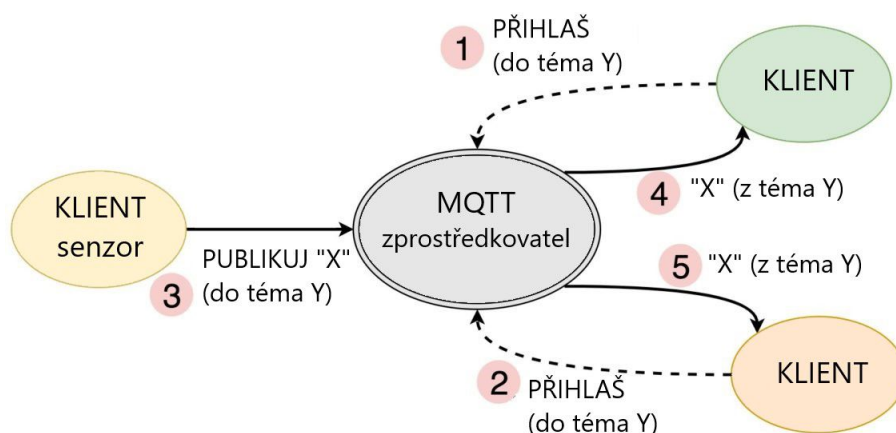 1
PŘIHLAŠ
(do téma Y)
KLIENT
4
"X" (z téma Y)
MQTT
zprostředkovatel
KLIENT
senzor
3
PUBLIKUJ "X"
(do téma Y)
5
"X" (z téma Y)
2
PŘIHLAŠ
(do téma Y)
KLIENT